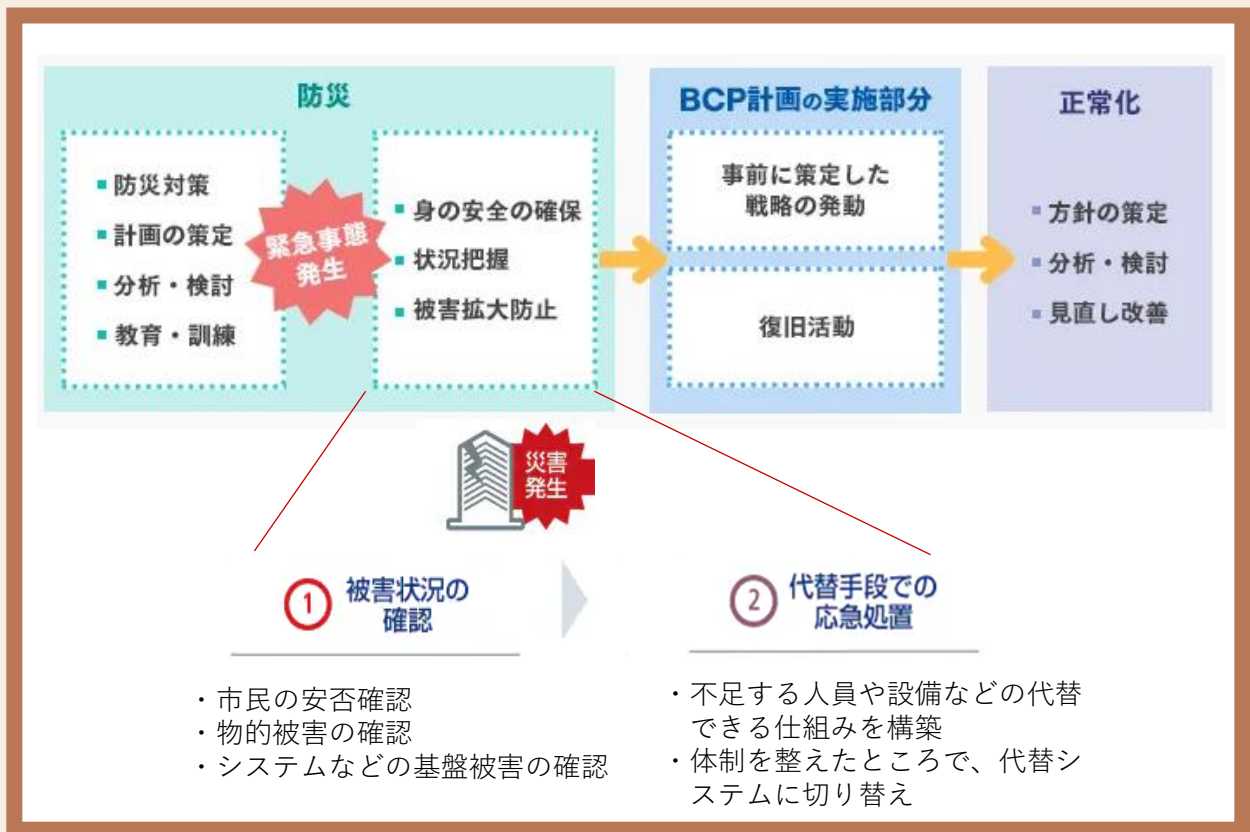 防災
▪防災対策
▪計画の策定
▪分析・検討
▪教育・訓練
緊急事態
発生
▪身の安全の確保
▪状況把握
▪被害拡大防止
BCP計画の実施部分
事前に策定した
戦略の発動
復旧活動
正常化
▪方針の策定
▪分析・検討
▪見直し改善
災害
発生
① 被害状況の
確認
・市民の安否確認
・物的被害の確認
・システムなどの基盤被害の確認
② 代替手段での
応急処置
・不足する人員や設備などの代替
できる仕組みを構築
・体制を整えたところで、代替シ
ステムに切り替え